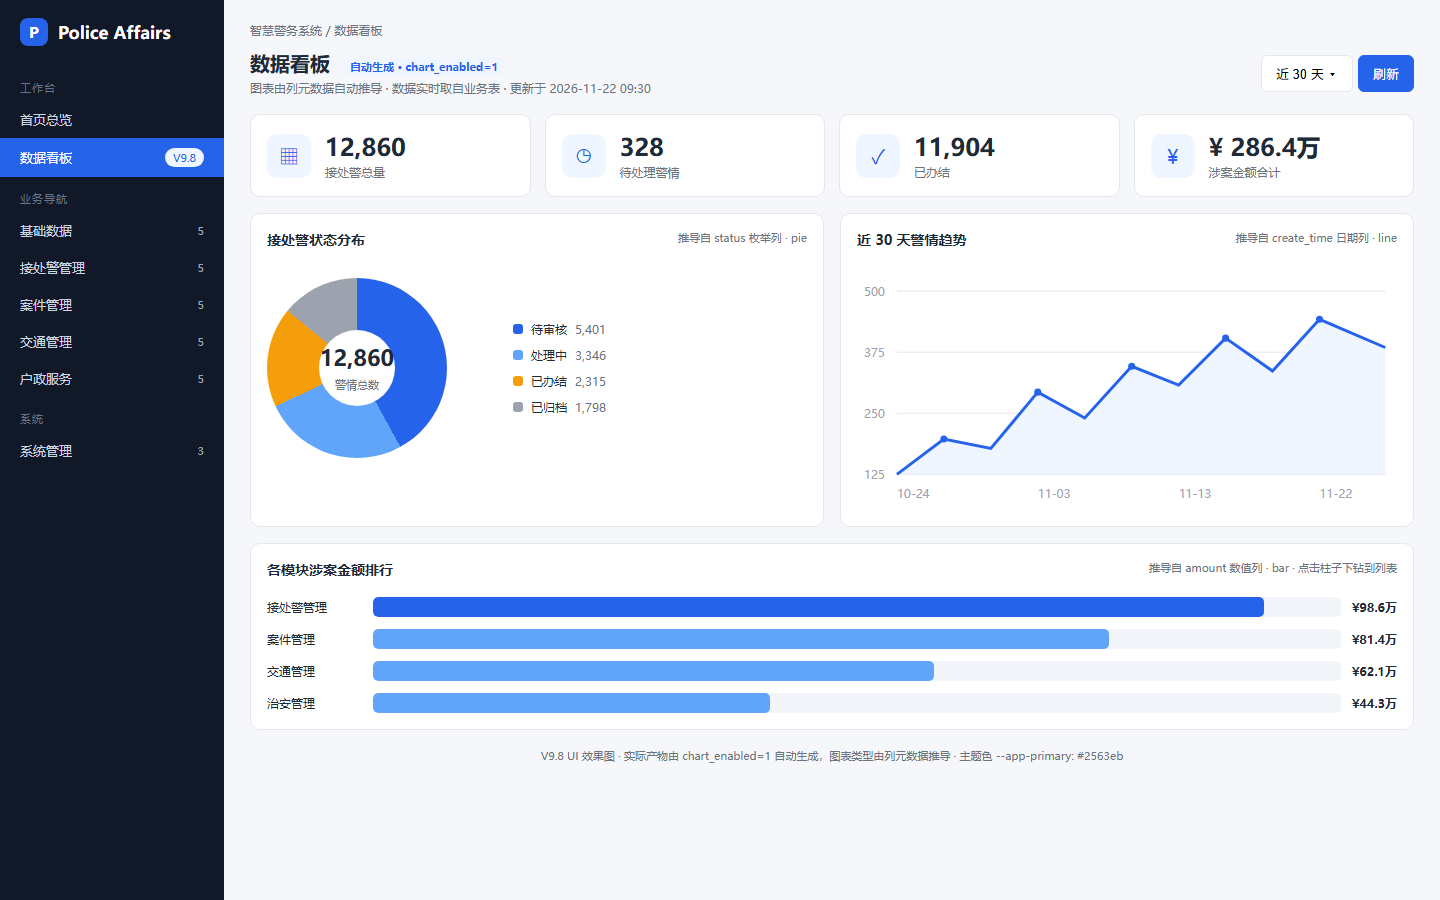 P Police Affairs
工作台
首页总览
数据看板 V9.8
业务导航
基础数据 5
接处警管理 5
案件管理 5
交通管理 5
户政服务 5
系统
系统管理 3
智慧警务系统 / 数据看板
数据看板 自动生成 • chart_enabled=1
图表由列元数据自动推导 · 数据实时取自业务表 · 更新于 2026-11-22 09:30
近 30 天 ▾ 刷新
12,860
接处警总量
328
待处理警情
11,904
已办结
¥
¥ 286.4万
涉案金额合计
接处警状态分布 推导自 status 枚举列 · pie
12,860
警情总数
待审核 5,401
处理中 3,346
已办结 2,315
已归档 1,798
近 30 天警情趋势 推导自 create_time 日期列 · line
500
375
250
125
10-24 11-03 11-13 11-22
各模块涉案金额排行 推导自 amount 数值列 · bar · 点击柱子下钻到列表
接处警管理 ¥98.6万
案件管理 ¥81.4万
交通管理 ¥62.1万
治安管理 ¥44.3万
V9.8 UI 效果图 · 实际产物由 chart_enabled=1 自动生成，图表类型由列元数据推导 · 主题色 --app-primary: #2563eb